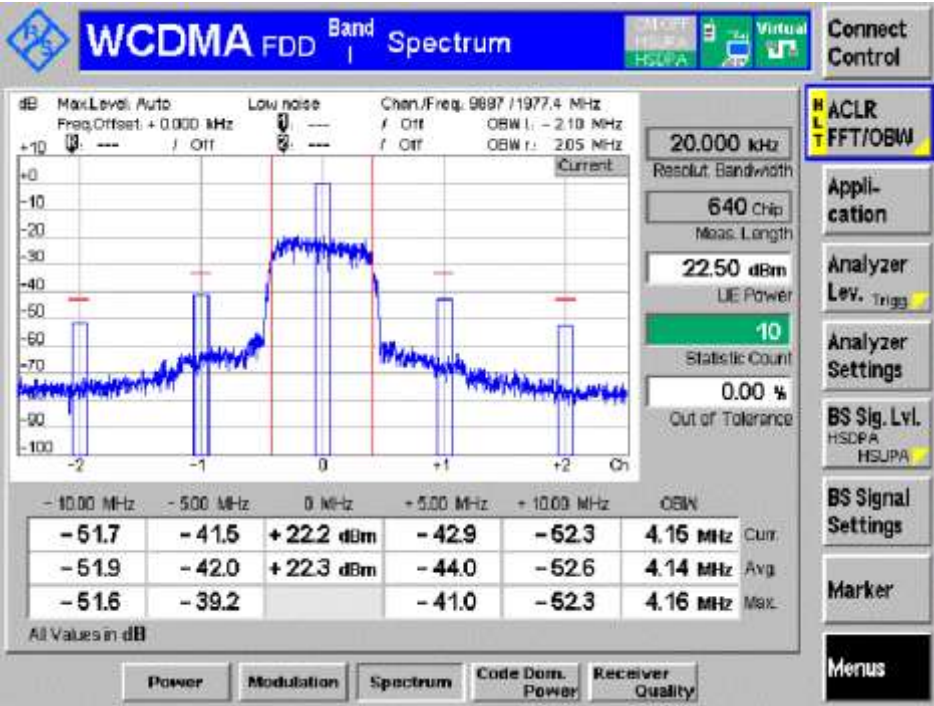 WCDMA FDD Band I Spectrum
HSDPA
Virtual
Connect Control
dB Max.Level: Auto Low noise Chan./Freq.: 9887 / 1977.4 MHz
Freq.Offset: + 0.000 kHz 1: --- / Off OBW l.: - 2.10 MHz
R: --- / Off 2: --- / Off OBW r.: 2.05 MHz
+10
Current
+0
-10
-20
-30
-40
-50
-60
-70
-90
-100
-2 -1 0 +1 +2 Ch
20.000 kHz
Resolut. Bandwidth
640 Chip
Meas. Length
22.50 dBm
UE Power
10
Statistic Count
0.00 %
Out of Tolerance
- 10.00 MHz - 5.00 MHz 0 MHz + 5.00 MHz + 10.00 MHz OBW
- 51.7 - 41.5 + 22.2 dBm - 42.9 - 52.3 4.15 MHz Curr.
- 51.9 - 42.0 + 22.3 dBm - 44.0 - 52.6 4.14 MHz Avg.
- 51.6 - 39.2 - 41.0 - 52.3 4.16 MHz Max.
All Values in dB
HLT
ACLR
FFT/OBW
Appli-
cation
Analyzer
Lev. Trigg.
Analyzer
Settings
BS Sig. Lvl.
HSDPA
HSUPA
BS Signal
Settings
Marker
Menus
Power Modulation Spectrum Code Dom. Power Receiver Quality